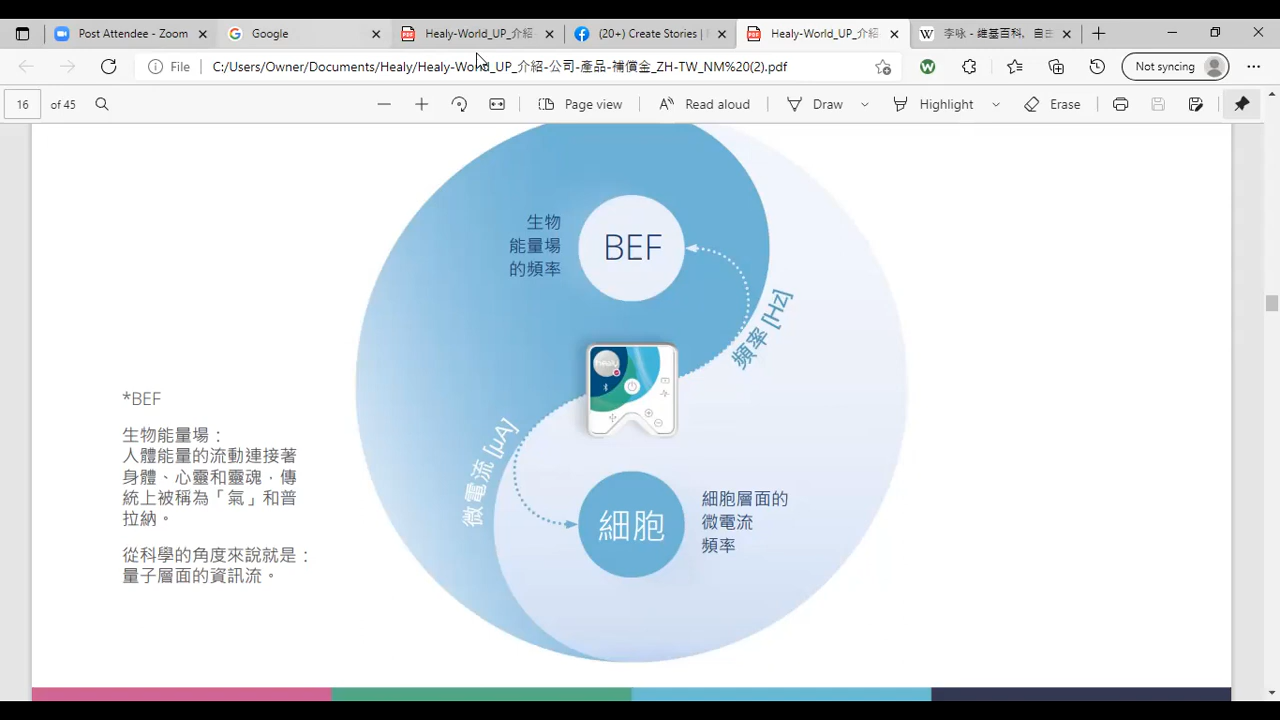 Post Attendee - Zoom
Google
Healy-World_UP_介紹
(20+) Create Stories |
Healy-World_UP_介紹
W 李咏 - 维基百科, 自由
File
C:/Users/Owner/Documents/Healy/Healy-World_UP_介紹-公司-產品-補償金_ZH-TW_NM%20(2).pdf
Not syncing
16 of 45
Page view
Read aloud
Draw
Highlight
Erase
生物
能量場
的頻率
BEF
頻率 [Hz]
微電流 [µA]
細胞
細胞層面的
微電流
頻率
*BEF
生物能量場：
人體能量的流動連接著
身體、心靈和靈魂，傳
統上被稱為「氣」和普
拉納。
從科學的角度來說就是：
量子層面的資訊流。